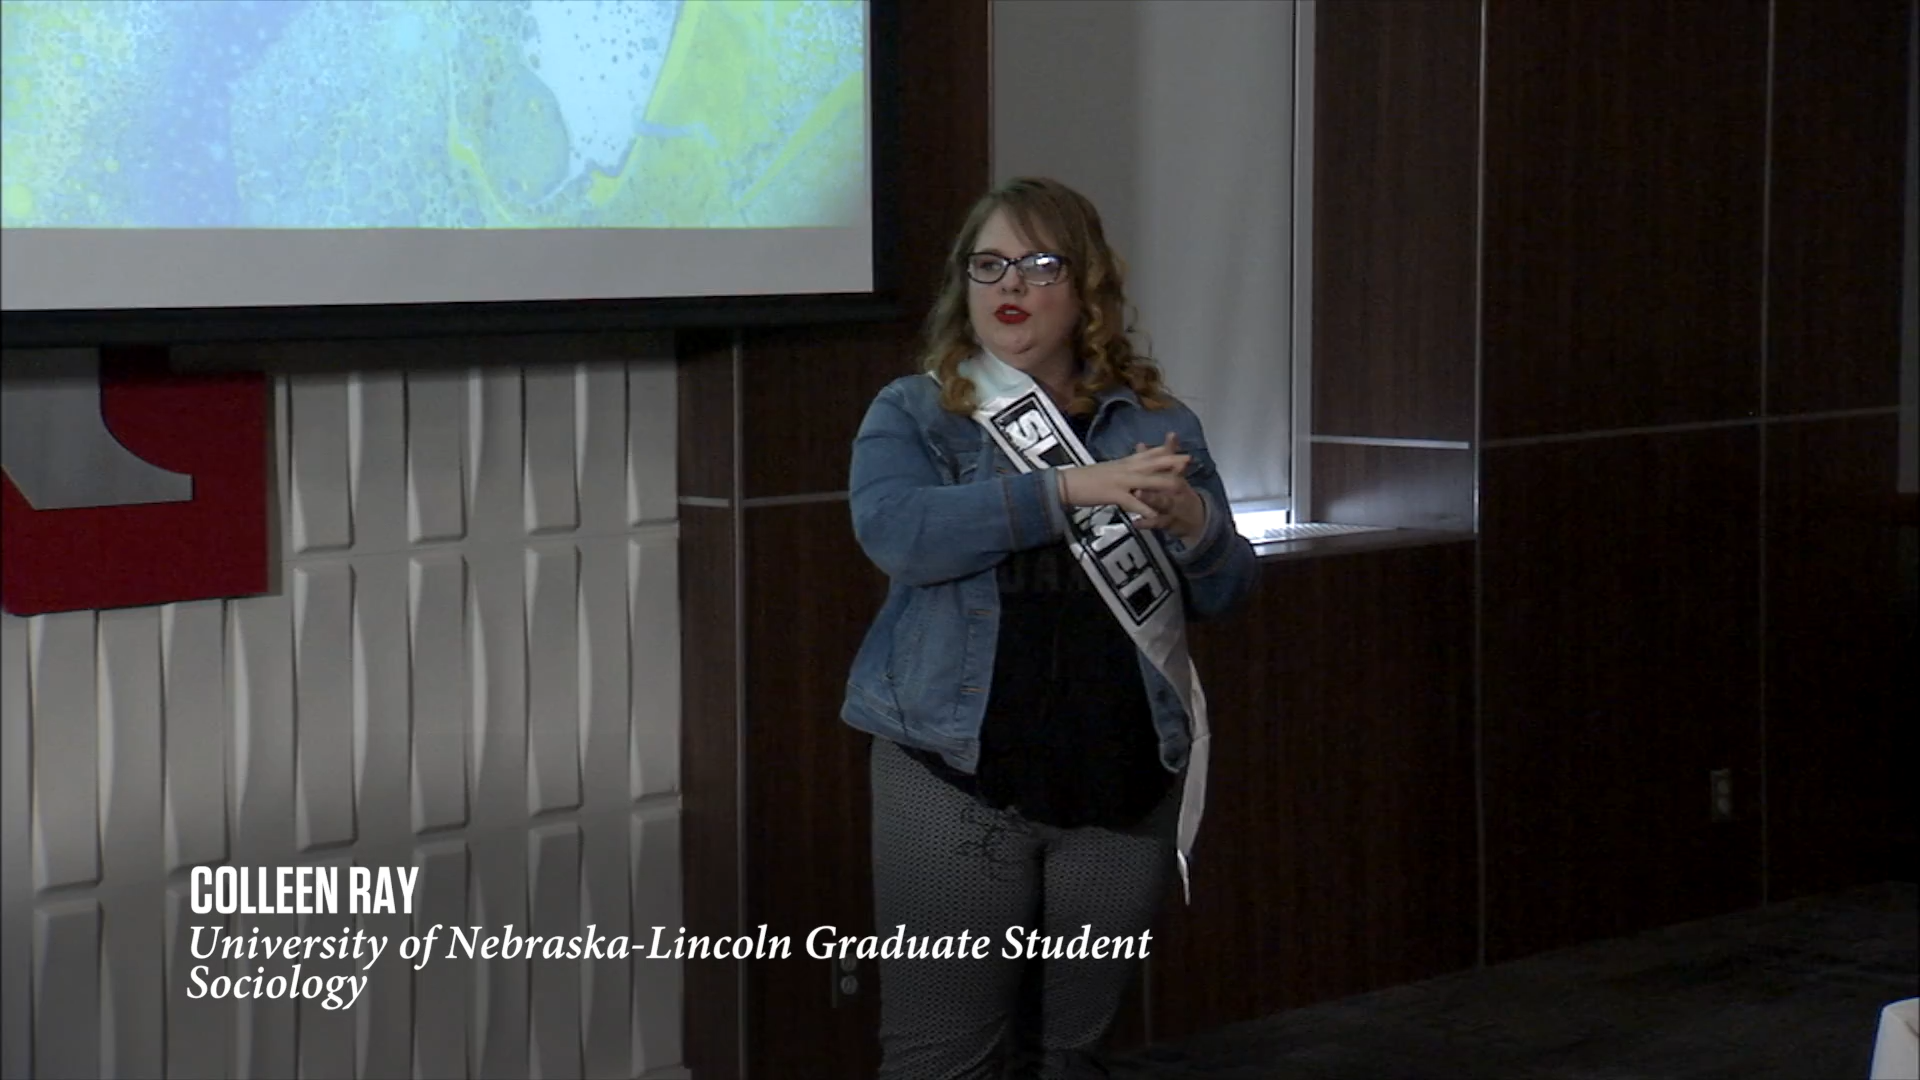 COLLEEN RAY
University of Nebraska-Lincoln Graduate Student
Sociology